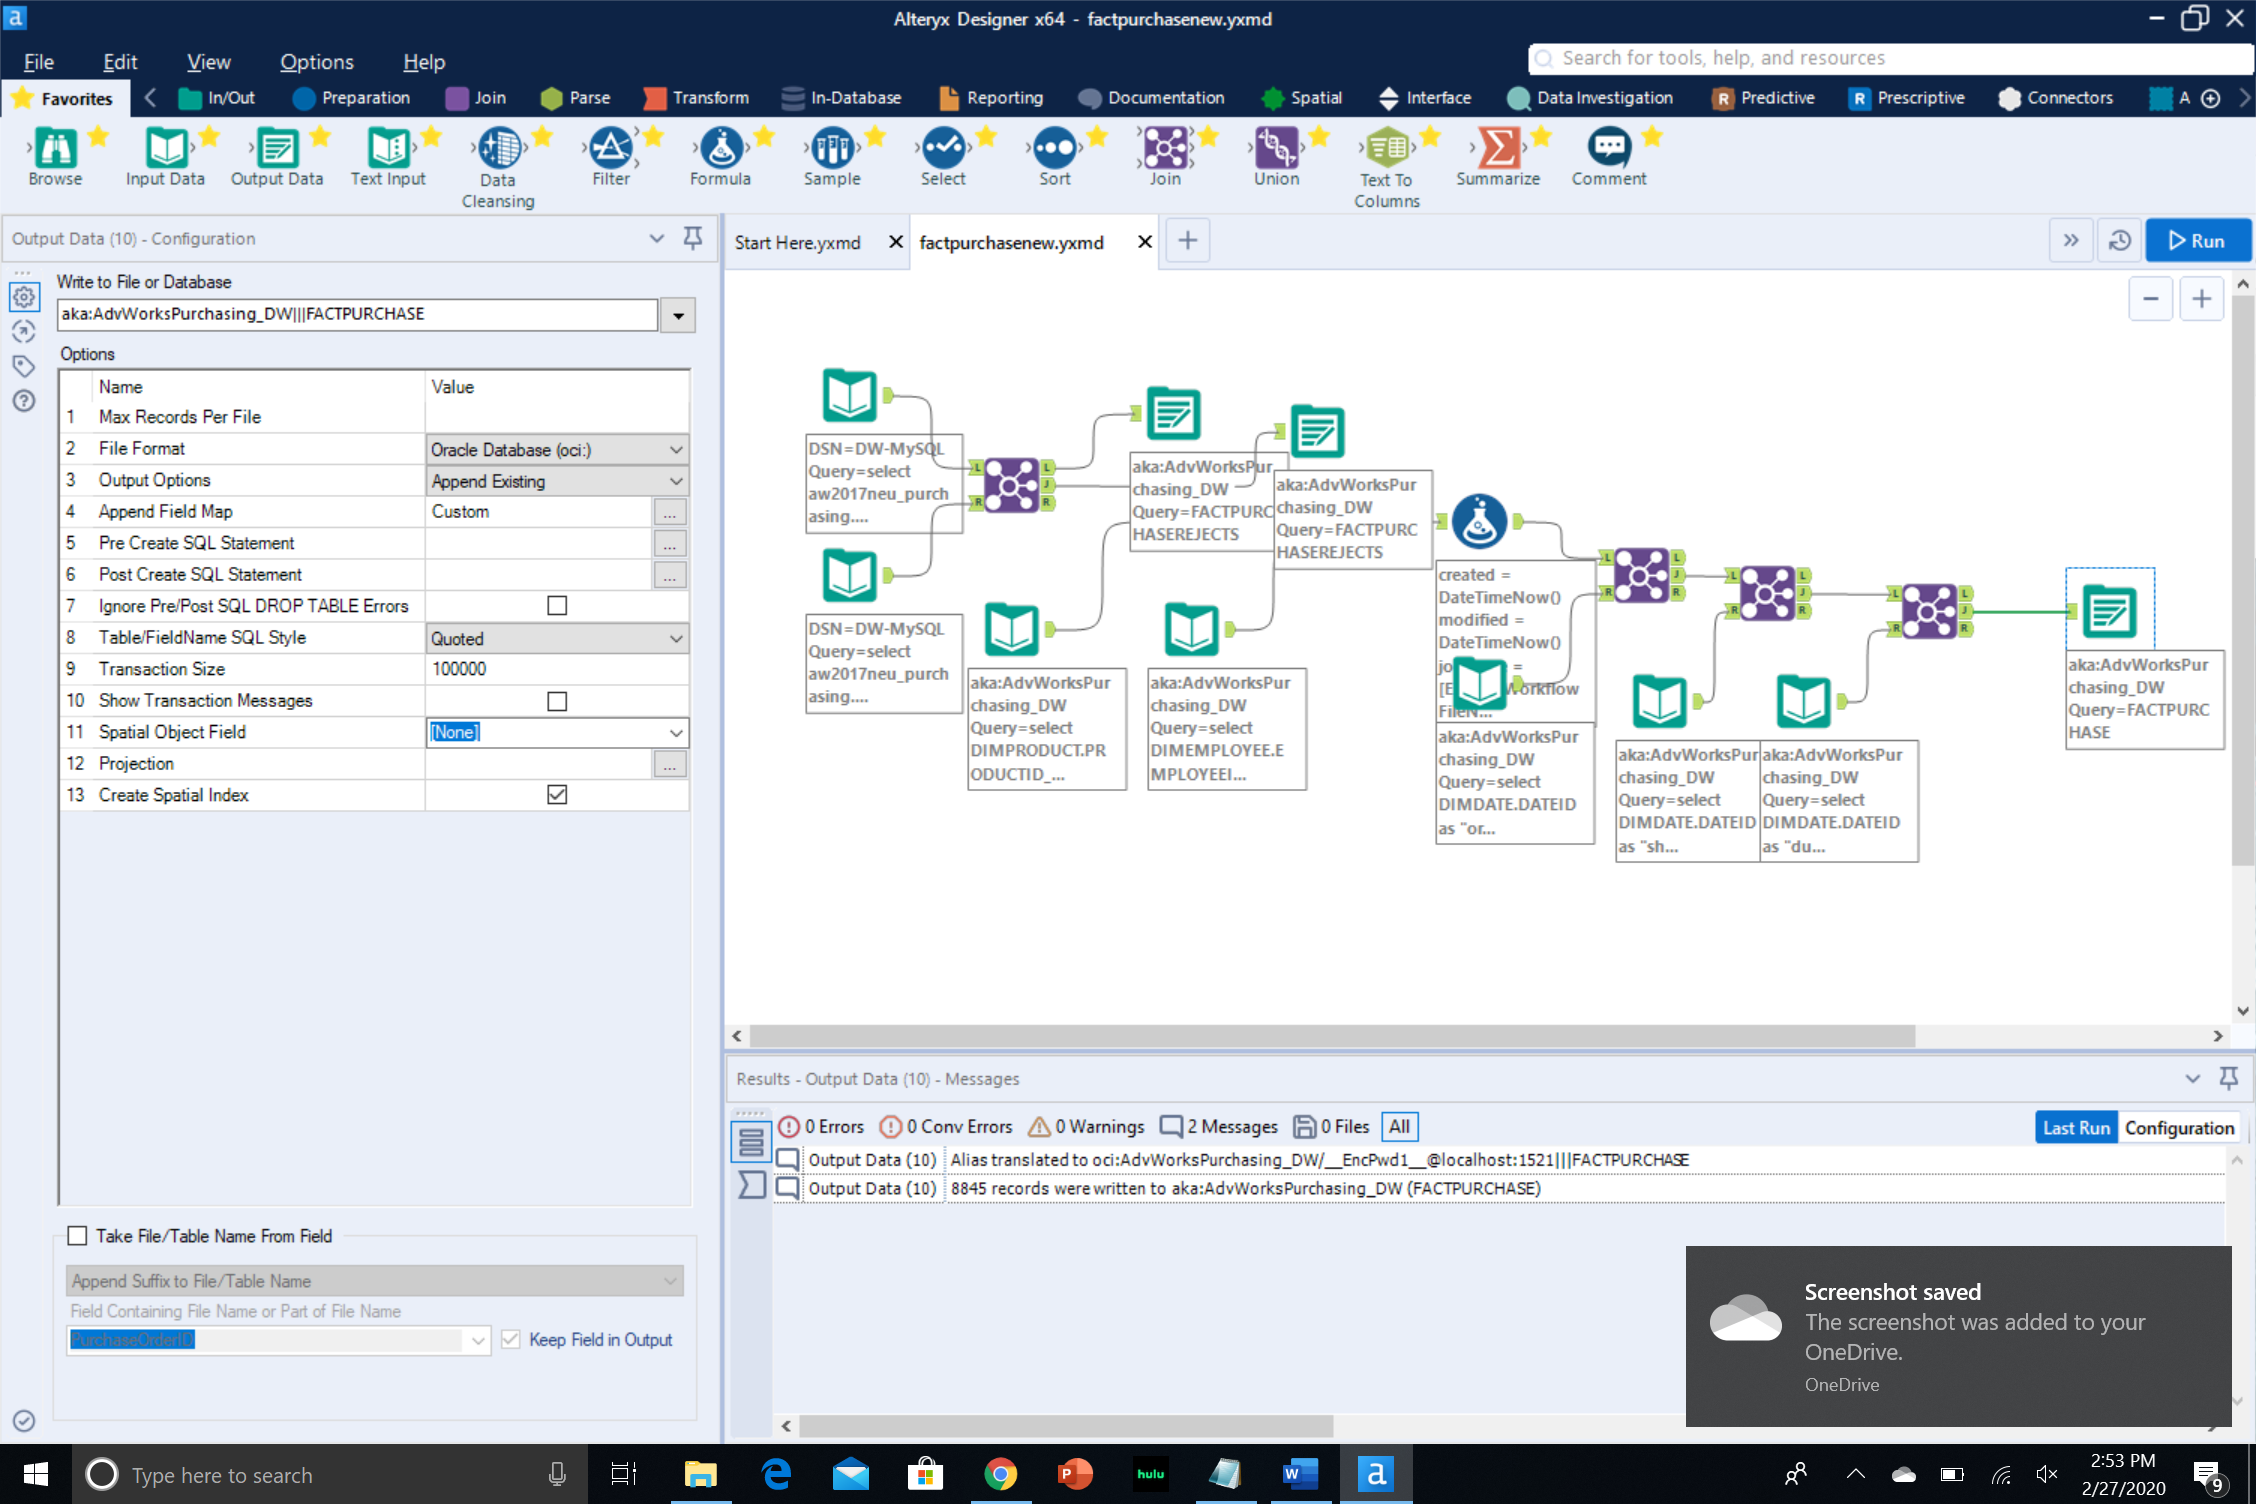 Alteryx Designer x64 - factpurchasenew.yxmd
File Edit View Options Help
Search for tools, help, and resources
Favorites In/Out Preparation Join Parse Transform In-Database Reporting Documentation Spatial Interface Data Investigation Predictive Prescriptive Connectors A
Browse Input Data Output Data Text Input Data Cleansing Filter Formula Sample Select Sort Join Union Text To Columns Summarize Comment
Output Data (10) - Configuration
Start Here.yxmd
factpurchasenew.yxmd
Run
Write to File or Database
aka:AdvWorksPurchasing_DW|||FACTPURCHASE
Options
Name Value
1 Max Records Per File
2 File Format Oracle Database (oci:)
3 Output Options Append Existing
4 Append Field Map Custom ...
5 Pre Create SQL Statement ...
6 Post Create SQL Statement ...
7 Ignore Pre/Post SQL DROP TABLE Errors
8 Table/FieldName SQL Style Quoted
9 Transaction Size 100000
10 Show Transaction Messages
11 Spatial Object Field [None]
12 Projection ...
13 Create Spatial Index
Take File/Table Name From Field
Append Suffix to File/Table Name
Field Containing File Name or Part of File Name
PurchaseOrderID
Keep Field in Output
DSN=DW-MySQL
Query=select
aw2017neu_purch
asing....
DSN=DW-MySQL
Query=select
aw2017neu_purch
asing....
L
R
L
J
R
aka:AdvWorksPur
chasing_DW
Query=FACTPURC
HASEREJECTS
aka:AdvWorksPur
chasing_DW
Query=FACTPURC
HASEREJECTS
aka:AdvWorksPur
chasing_DW
Query=select
DIMPRODUCT.PR
ODUCTID_...
aka:AdvWorksPur
chasing_DW
Query=select
DIMEMPLOYEE.E
MPLOYEEI...
created =
DateTimeNow()
modified =
DateTimeNow()
jo =
[E Workflow
FileN...
aka:AdvWorksPur
chasing_DW
Query=select
DIMDATE.DATEID
as "or...
L
R
L
J
R
aka:AdvWorksPur
chasing_DW
Query=select
DIMDATE.DATEID
as "sh...
L
R
L
J
R
aka:AdvWorksPur
chasing_DW
Query=select
DIMDATE.DATEID
as "du...
L
R
L
J
R
aka:AdvWorksPur
chasing_DW
Query=FACTPURC
HASE
Results - Output Data (10) - Messages
0 Errors 0 Conv Errors 0 Warnings 2 Messages 0 Files All
Last Run Configuration
Output Data (10) Alias translated to oci:AdvWorksPurchasing_DW/__EncPwd1__@localhost:1521|||FACTPURCHASE
Output Data (10) 8845 records were written to aka:AdvWorksPurchasing_DW (FACTPURCHASE)
Screenshot saved
The screenshot was added to your
OneDrive.
OneDrive
Type here to search
hulu
2:53 PM
2/27/2020
9